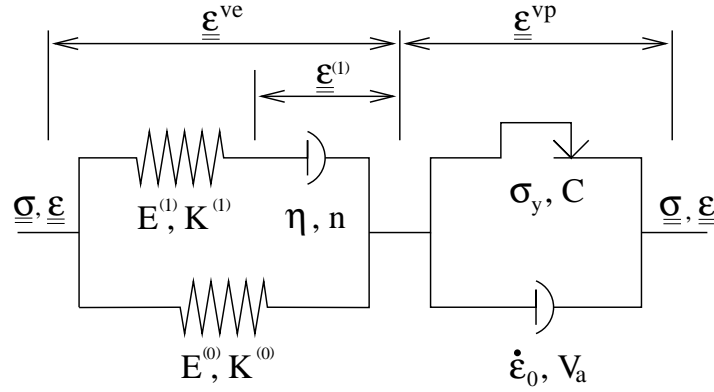 ε^ve ε^vp
ε^(1)
σ_y, C
σ, ε E^(1), K^(1) η, n σ, ε
E^(0), K^(0) ε̇_0, V_a